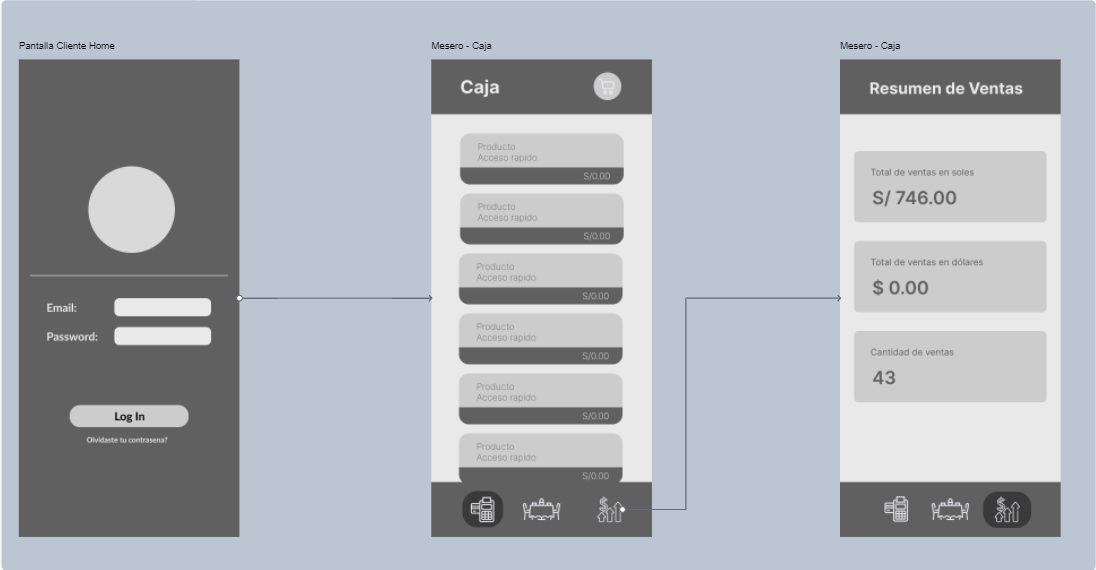 Pantalla Cliente Home
Email:
Password:
Log In
Olvidaste tu contrasena?
Mesero - Caja
Caja
Producto
Acceso rapido
S/0.00
Producto
Acceso rapido
S/0.00
Producto
Acceso rapido
S/0.00
Producto
Acceso rapido
S/0.00
Producto
Acceso rapido
S/0.00
Producto
Acceso rapido
S/0.00
Mesero - Caja
Resumen de Ventas
Total de ventas en soles
S/ 746.00
Total de ventas en dólares
$ 0.00
Cantidad de ventas
43